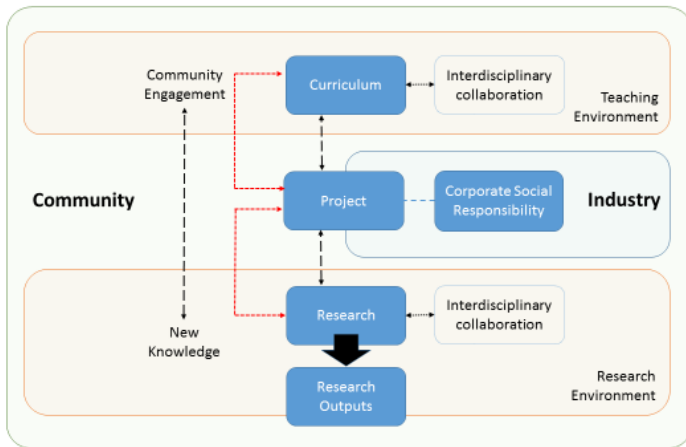 Community
Engagement
Curriculum
Interdisciplinary
collaboration
Teaching
Environment
Community
Project
Corporate Social
Responsibility
Industry
Research
Interdisciplinary
collaboration
New
Knowledge
Research
Outputs
Research
Environment